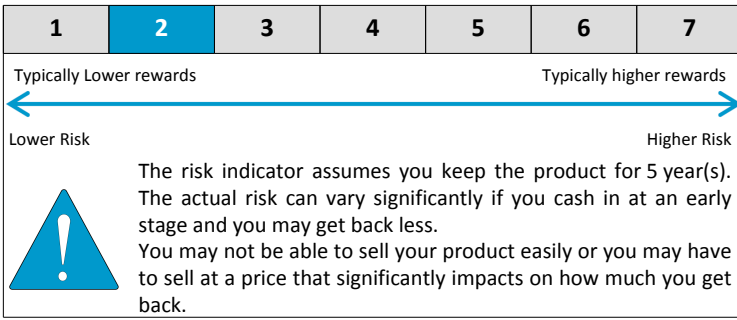 1 2 3 4 5 6 7
Typically Lower rewards Typically higher rewards
Lower Risk Higher Risk
The risk indicator assumes you keep the product for 5 year(s).
The actual risk can vary significantly if you cash in at an early
stage and you may get back less.
You may not be able to sell your product easily or you may have
to sell at a price that significantly impacts on how much you get
back.